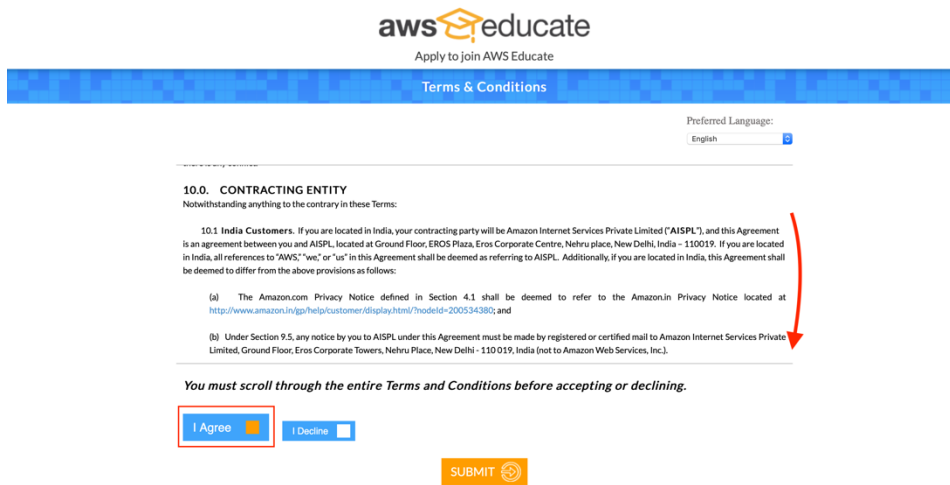 aws educate
Apply to join AWS Educate
Terms & Conditions
Preferred Language:
English
10.0. CONTRACTING ENTITY
Notwithstanding anything to the contrary in these Terms:
10.1 India Customers. If you are located in India, your contracting party will be Amazon Internet Services Private Limited ("AISPL"), and this Agreement
is an agreement between you and AISPL, located at Ground Floor, EROS Plaza, Eros Corporate Centre, Nehru place, New Delhi, India – 110019. If you are located
in India, all references to "AWS," "we," or "us" in this Agreement shall be deemed as referring to AISPL. Additionally, if you are located in India, this Agreement shall
be deemed to differ from the above provisions as follows:
(a) The Amazon.com Privacy Notice defined in Section 4.1 shall be deemed to refer to the Amazon.in Privacy Notice located at
http://www.amazon.in/gp/help/customer/display.html/?nodeId=200534380; and
(b) Under Section 9.5, any notice by you to AISPL under this Agreement must be made by registered or certified mail to Amazon Internet Services Private
Limited, Ground Floor, Eros Corporate Towers, Nehru Place, New Delhi - 110 019, India (not to Amazon Web Services, Inc.).
You must scroll through the entire Terms and Conditions before accepting or declining.
I Agree
I Decline
SUBMIT